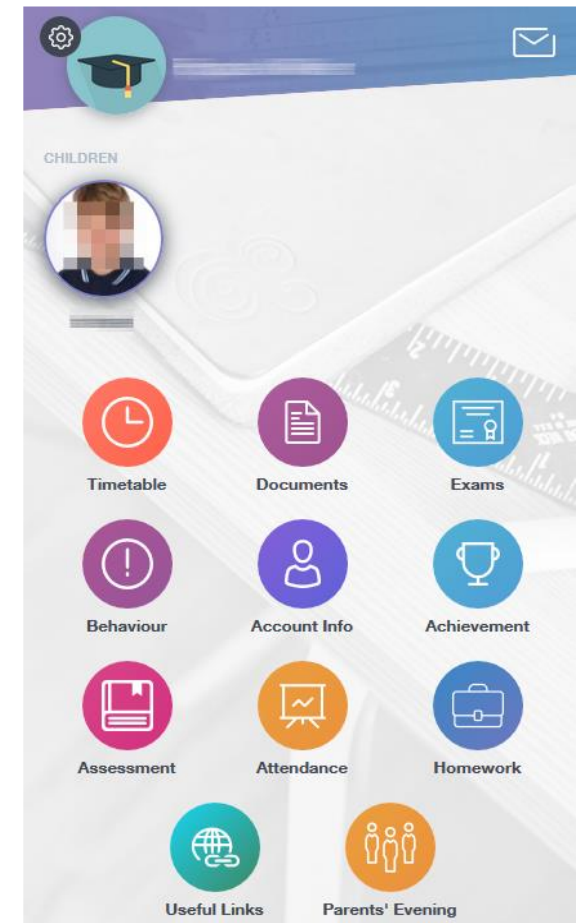 CHILDREN
Timetable Documents Exams
Behaviour Account Info Achievement
Assessment Attendance Homework
Useful Links Parents' Evening